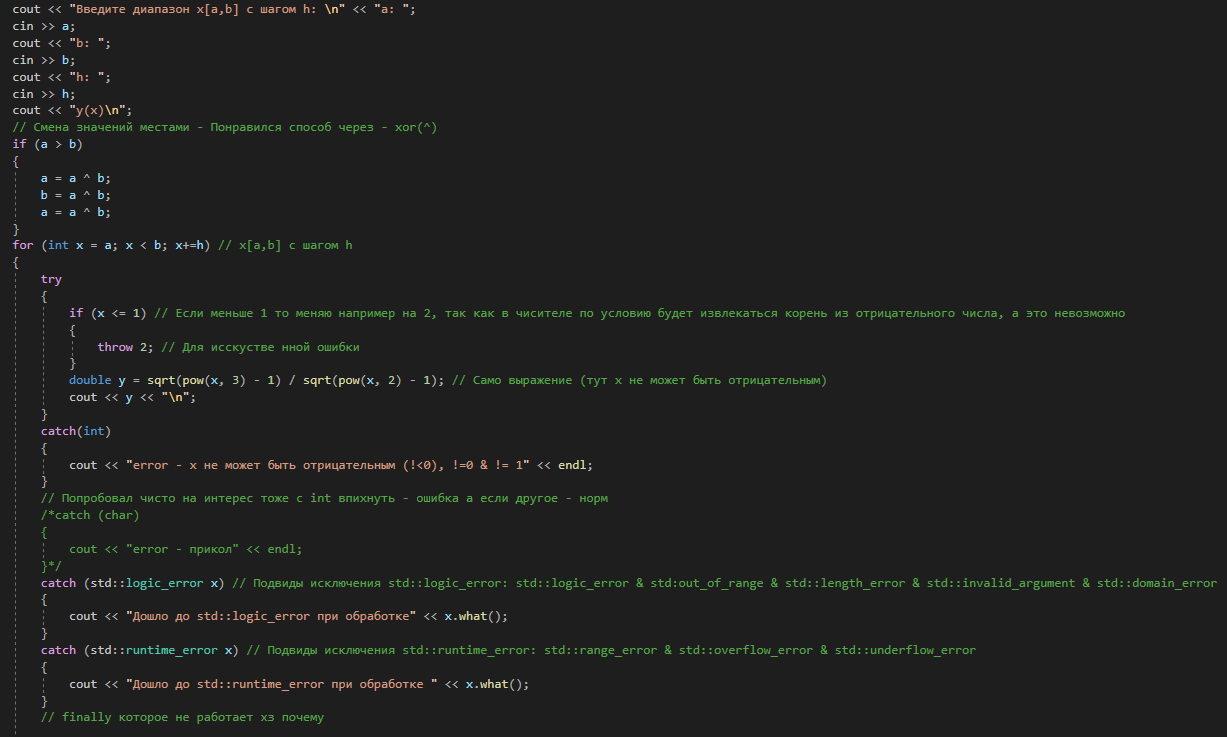 cout << "Введите диапазон x[a,b] с шагом h: \n" << "a: ";
cin >> a;
cout << "b: ";
cin >> b;
cout << "h: ";
cin >> h;
cout << "y(x)\n";
// Смена значений местами - Понравился способ через - xor(^)
if (a > b)
{
a = a ^ b;
b = a ^ b;
a = a ^ b;
}
for (int x = a; x < b; x+=h) // x[a,b] с шагом h
{
try
{
if (x <= 1) // Если меньше 1 то меняю например на 2, так как в чисителе по условию будет извлекаться корень из отрицательного числа, а это невозможно
{
throw 2; // Для исскустве нной ошибки
}
double y = sqrt(pow(x, 3) - 1) / sqrt(pow(x, 2) - 1); // Само выражение (тут x не может быть отрицательным)
cout << y << "\n";
}
catch(int)
{
cout << "error - x не может быть отрицательным (!<0), !=0 & != 1" << endl;
}
// Попробовал чисто на интерес тоже с int впихнуть - ошибка а если другое - норм
/*catch (char)
{
cout << "error - прикол" << endl;
}*/
catch (std::logic_error x) // Подвиды исключения std::logic_error: std::logic_error & std:out_of_range & std::length_error & std::invalid_argument & std::domain_error
{
cout << "Дошло до std::logic_error при обработке" << x.what();
}
catch (std::runtime_error x) // Подвиды исключения std::runtime_error: std::range_error & std::overflow_error & std::underflow_error
{
cout << "Дошло до std::runtime_error при обработке " << x.what();
}
// finally которое не работает хз почему